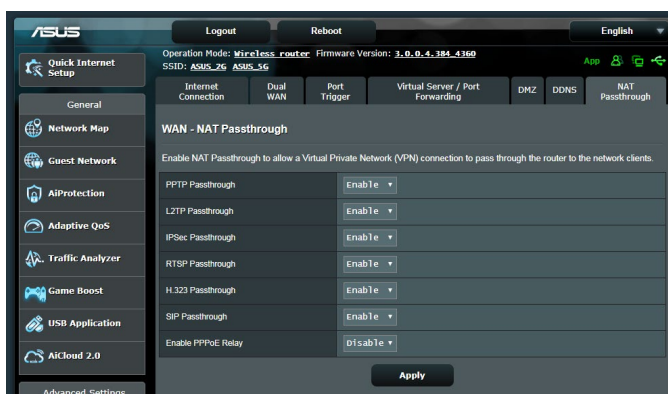 ASUS
Logout
Reboot
English
Operation Mode: Wireless router Firmware Version: 3.0.0.4.384_4360
SSID: ASUS_2G ASUS_5G
App
Quick Internet
Setup
General
Network Map
Guest Network
AiProtection
Adaptive QoS
Traffic Analyzer
Game Boost
USB Application
AiCloud 2.0
Advanced Settings
Internet
Connection
Dual
WAN
Port
Trigger
Virtual Server / Port
Forwarding
DMZ
DDNS
NAT
Passthrough
WAN - NAT Passthrough
Enable NAT Passthrough to allow a Virtual Private Network (VPN) connection to pass through the router to the network clients.
PPTP Passthrough Enable
L2TP Passthrough Enable
IPSec Passthrough Enable
RTSP Passthrough Enable
H.323 Passthrough Enable
SIP Passthrough Enable
Enable PPPoE Relay Disable
Apply